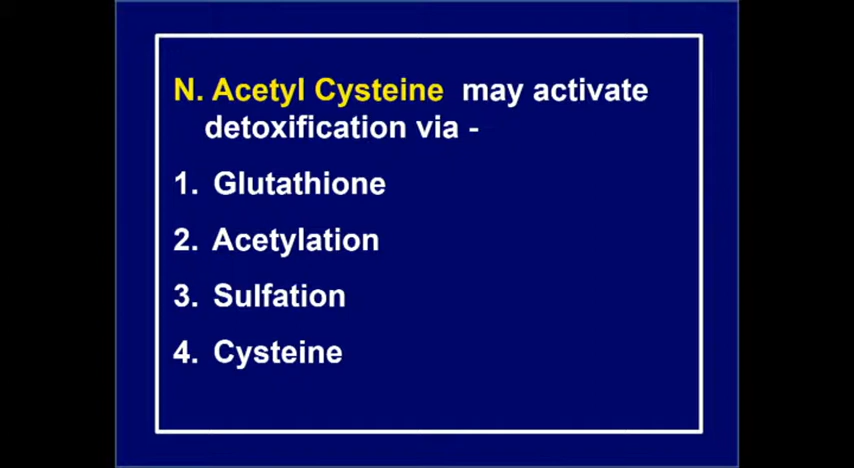 N. Acetyl Cysteine may activate
detoxification via -
1. Glutathione
2. Acetylation
3. Sulfation
4. Cysteine